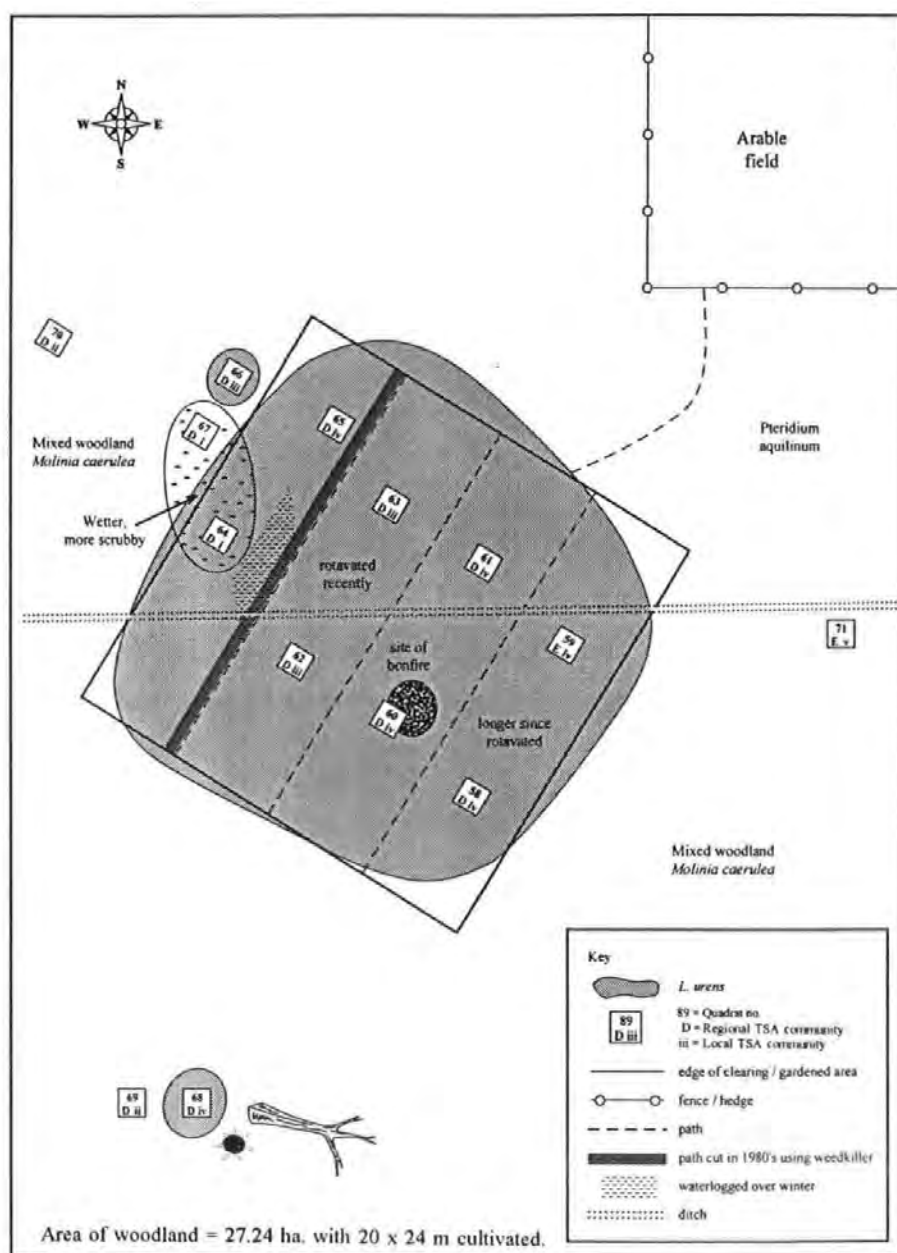 N
W E
S
Arable
field
70
D ii
66
D iii
67
D i
65
D iv
Mixed woodland
Molinia caerulea
Pteridium
aquilinum
63
D iii
Wetter,
more scrubby
64
D i
61
D iv
rotavated
recently
59
E iv
71
E v
62
D iii
site of
bonfire
60
D iv
longer since
rotavated
58
D iv
Mixed woodland
Molinia caerulea
Key
L. urens
89
D iii
89 = Quadrat no.
D = Regional TSA community
iii = Local TSA community
edge of clearing / gardened area
fence / hedge
path
path cut in 1980's using weedkiller
waterlogged over winter
ditch
69
D ii
68
D iv
Area of woodland = 27.24 ha. with 20 x 24 m cultivated.